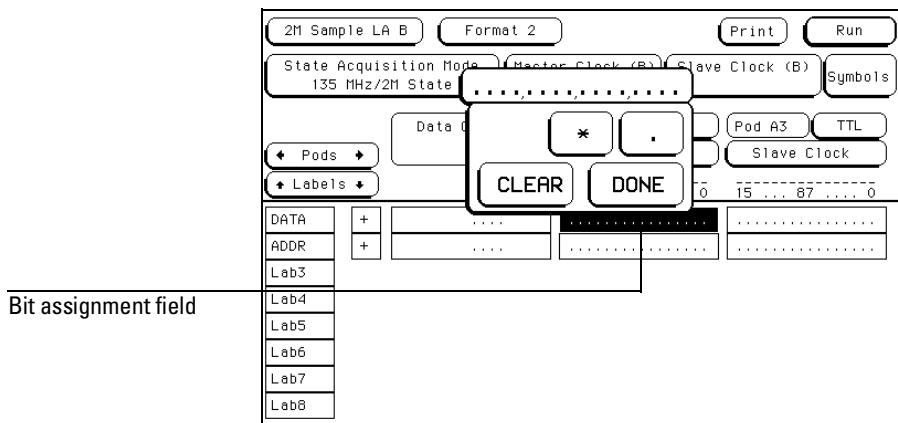 2M Sample LA B Format 2 Print Run
State Acquisition Mode Master Clock (B) Slave Clock (B) Symbols
135 MHz/2M State
....,....,....,....
Data Pod A3 TTL
* .
← Pods → Slave Clock
↑ Labels ↓ CLEAR DONE 0 15 ... 87 .... 0
DATA + .... ................ ................
ADDR + .... ................ ................
Lab3
Bit assignment field
Lab4
Lab5
Lab6
Lab7
Lab8